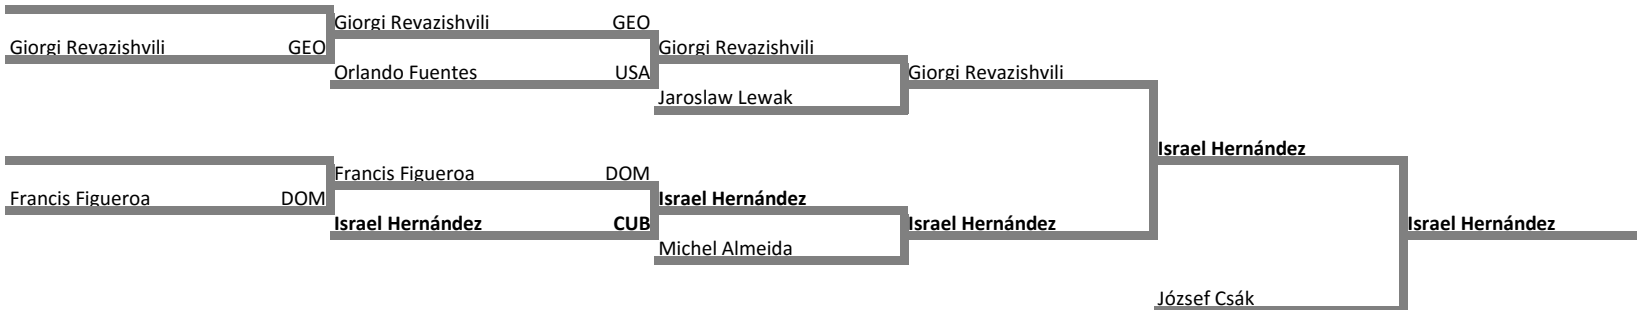 Giorgi Revazishvili GEO
Giorgi Revazishvili GEO
Giorgi Revazishvili
Orlando Fuentes USA
Giorgi Revazishvili
Jaroslaw Lewak
Israel Hernández
Francis Figueroa DOM
Francis Figueroa DOM
Israel Hernández
Israel Hernández CUB
Israel Hernández
Israel Hernández
Michel Almeida
József Csák